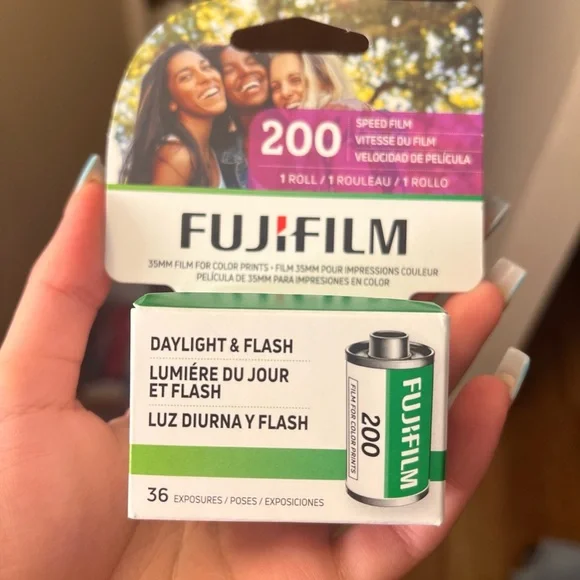 200
SPEED FILM
VITESSE DU FILM
VELOCIDAD DE PELÍCULA
1 ROLL / 1 ROULEAU / 1 ROLLO
FUJIFILM
35MM FILM FOR COLOR PRINTS • FILM 35MM POUR IMPRESSIONS COULEUR
PELÍCULA DE 35MM PARA IMPRESIONES EN COLOR
DAYLIGHT & FLASH
LUMIÉRE DU JOUR
ET FLASH
LUZ DIURNA Y FLASH
36 EXPOSURES / POSES / EXPOSICIONES
FUJIFILM
200
FILM FOR COLOR PRINTS